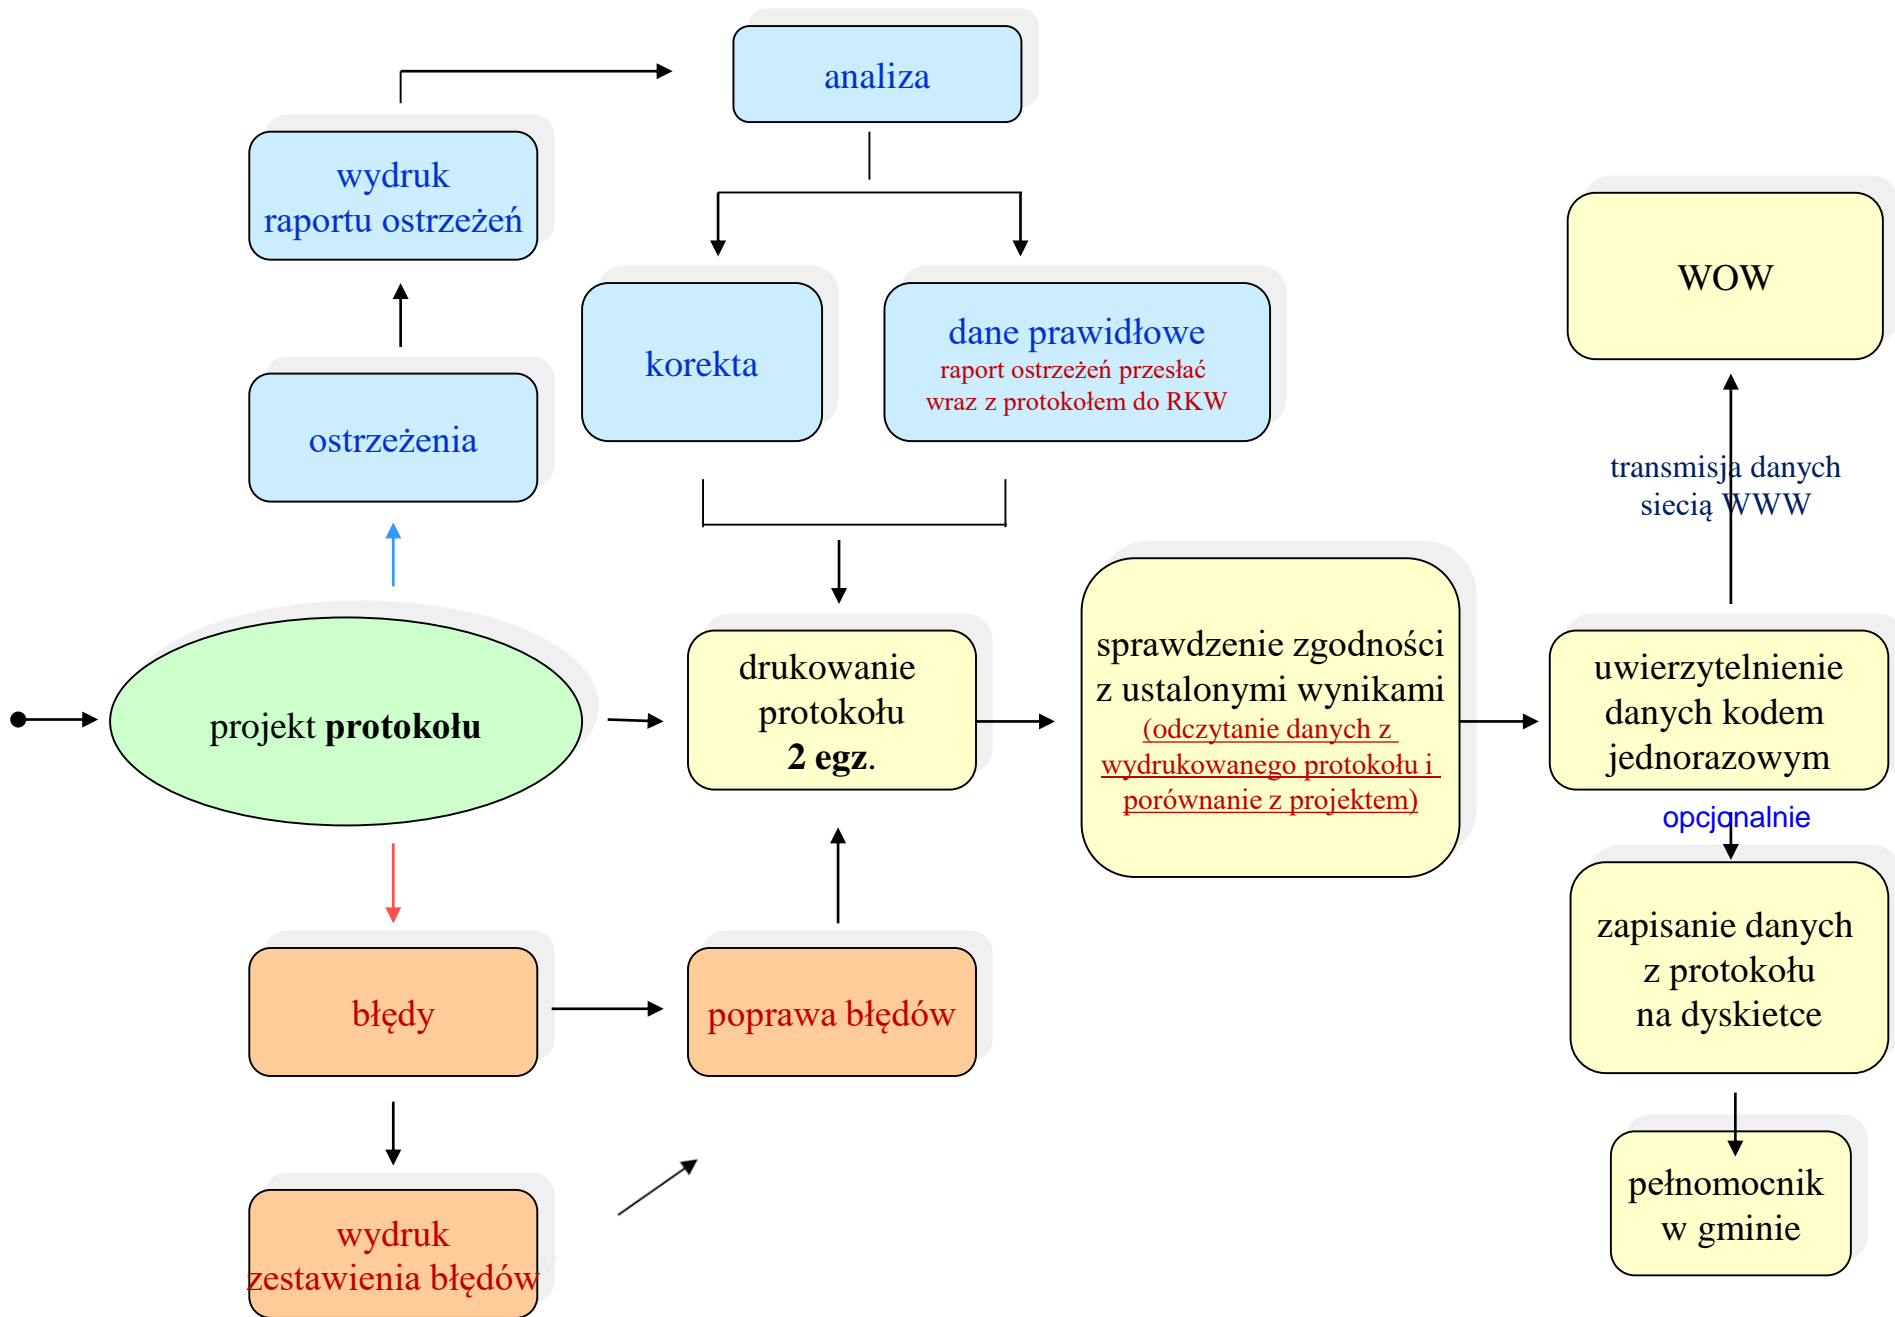 analiza
wydruk
raportu ostrzeżeń
WOW
korekta
dane prawidłowe
raport ostrzeżeń przesłać
wraz z protokołem do RKW
ostrzeżenia
transmisja danych
siecią WWW
projekt protokołu
drukowanie
protokołu
2 egz.
sprawdzenie zgodności
z ustalonymi wynikami
(odczytanie danych z
wydrukowanego protokołu i
porównanie z projektem)
uwierzytelnienie
danych kodem
jednorazowym
opcjonalnie
zapisanie danych
z protokołu
na dyskietce
błędy
poprawa błędów
wydruk
zestawienia błędów
pełnomocnik
w gminie